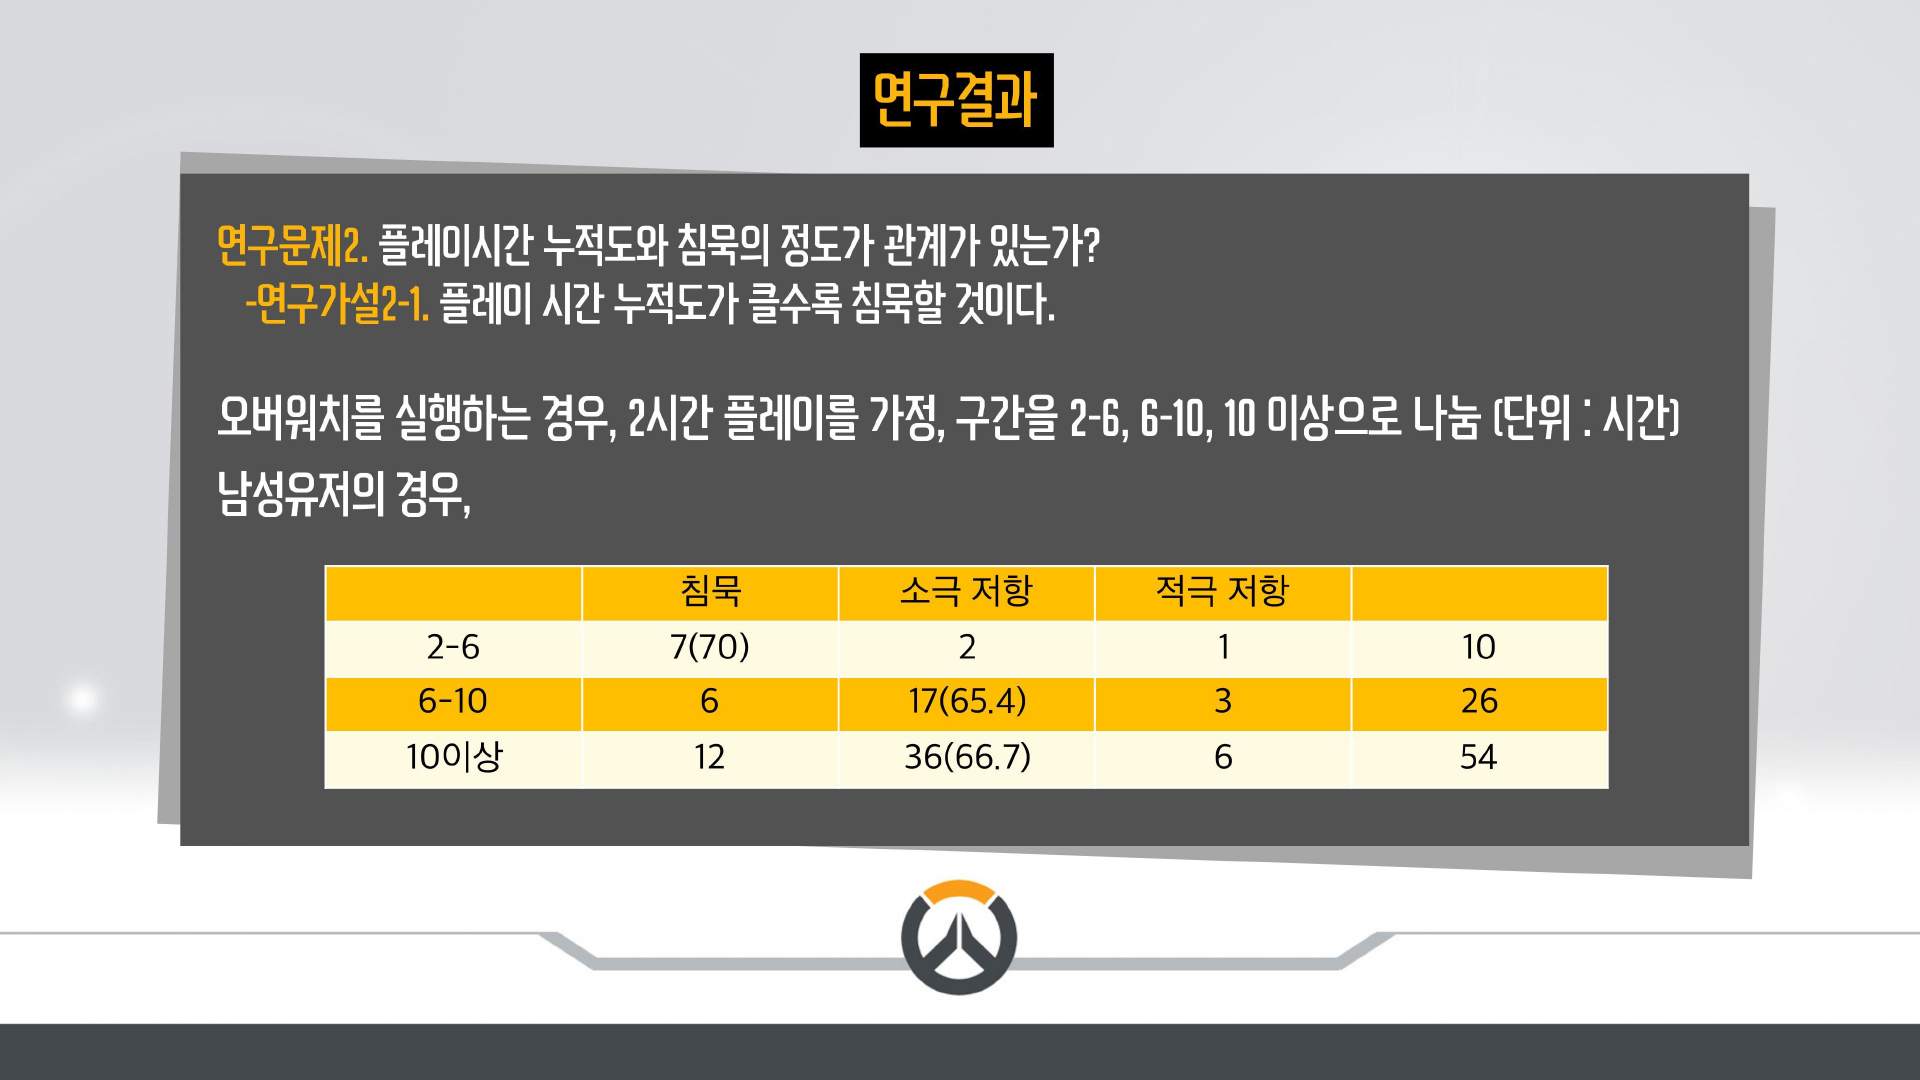 연구결과
연구문제2. 플레이시간 누적도와 침묵의 정도가 관계가 있는가?
-연구가설2-1. 플레이 시간 누적도가 클수록 침묵할 것이다.
오버워치를 실행하는 경우, 2시간 플레이를 가정, 구간을 2-6, 6-10, 10 이상으로 나눔 (단위 : 시간)
남성유저의 경우,
침묵 소극 저항 적극 저항
2-6 7(70) 2 1 10
6-10 6 17(65.4) 3 26
10이상 12 36(66.7) 6 54